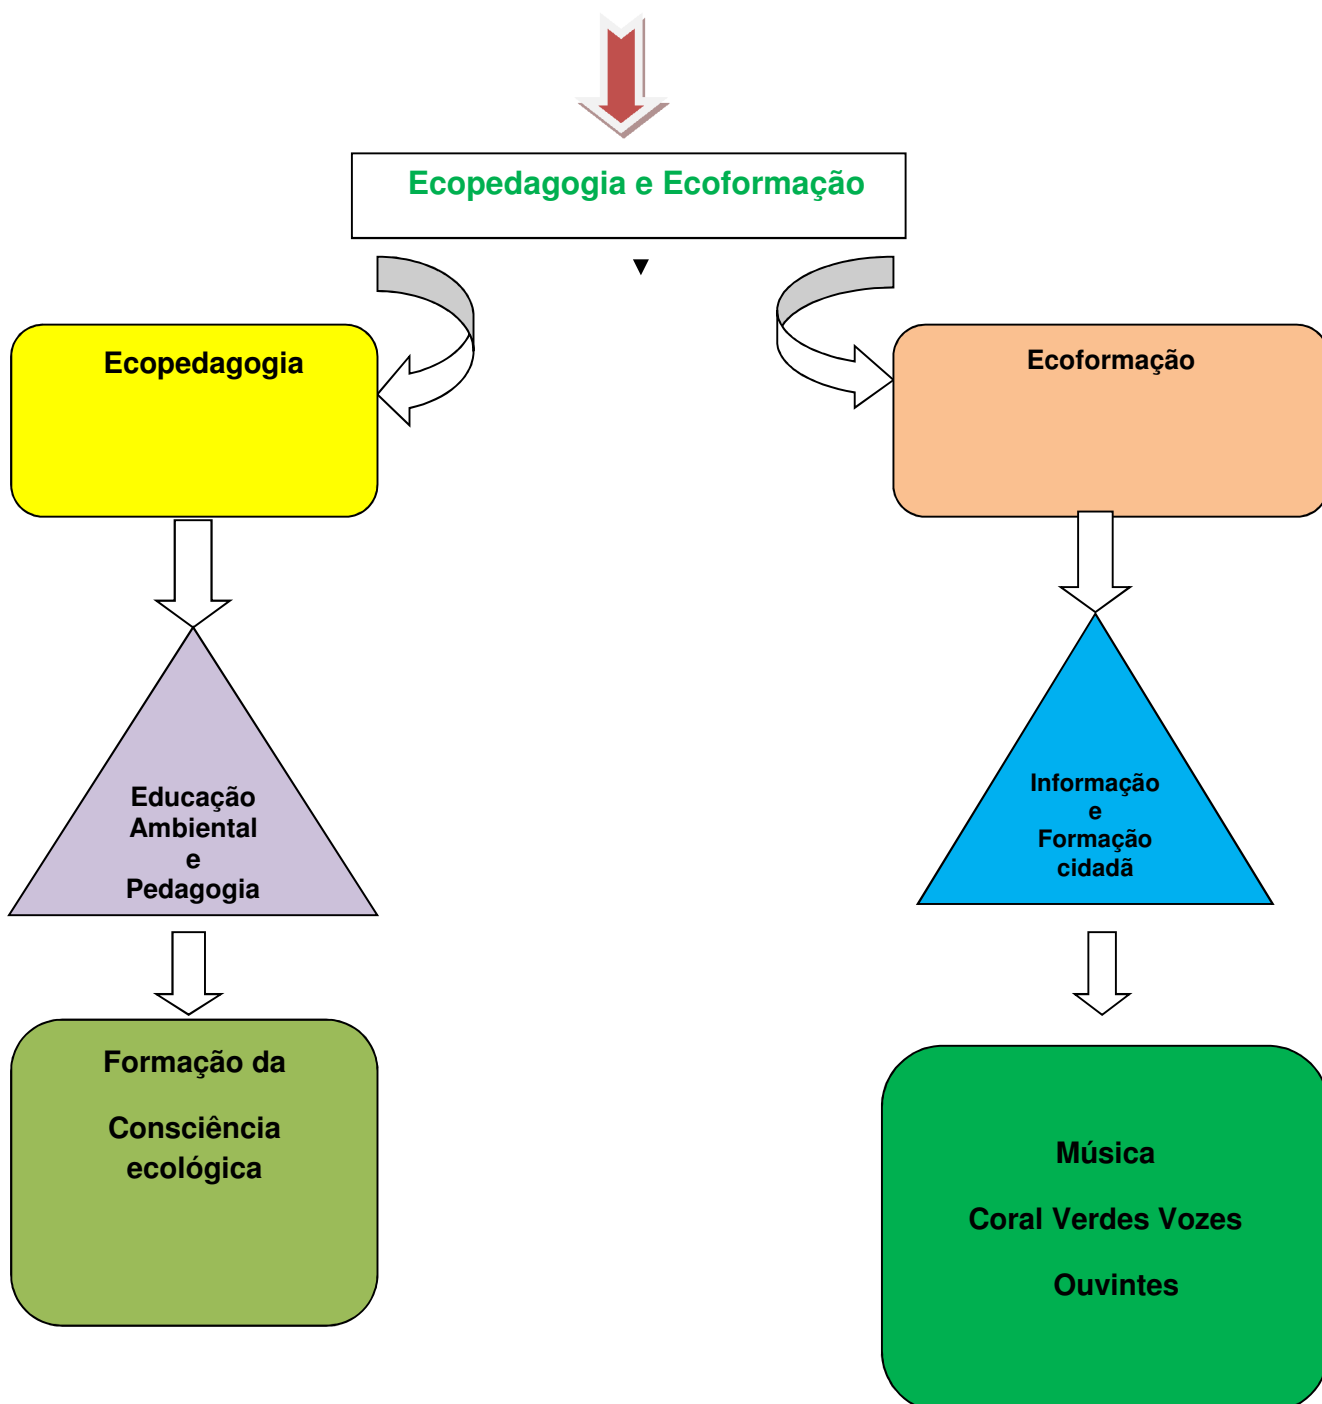 Ecopedagogia e Ecoformação
Ecopedagogia
Ecoformação
Educação
Ambiental
e
Pedagogia
Informação
e
Formação
cidadã
Formação da
Consciência
ecológica
Música
Coral Verdes Vozes
Ouvintes